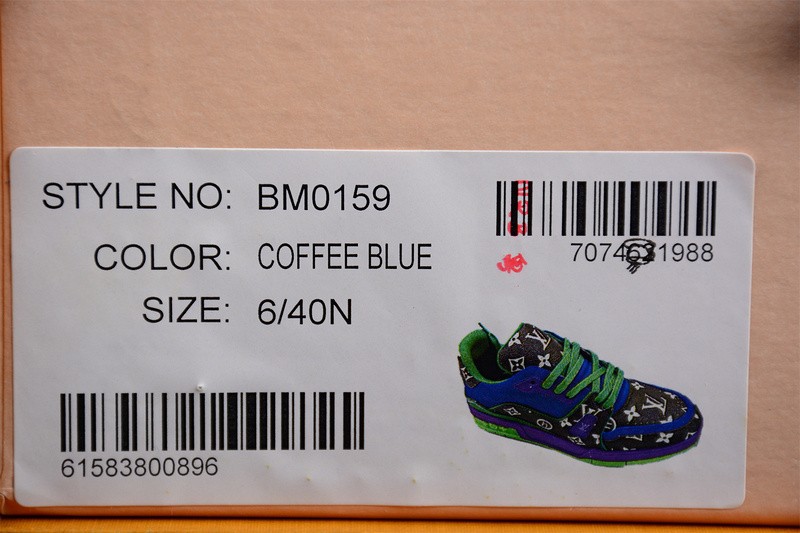 STYLE NO: BM0159
COLOR: COFFEE BLUE
SIZE: 6/40N
61583800896